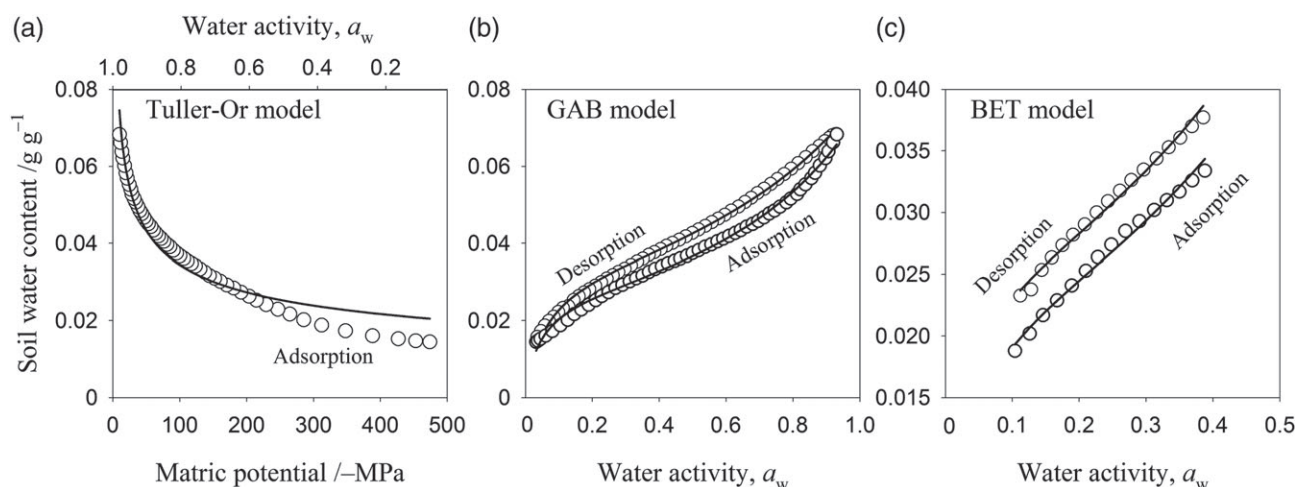 (a)
Water activity, a_w
1.0 0.8 0.6 0.4 0.2
Tuller-Or model
0.08
0.06
0.04
0.02
0
Soil water content /g g⁻¹
Adsorption
0 100 200 300 400 500
Matric potential /–MPa
(b)
GAB model
0.08
0.06
0.04
0.02
0
Desorption
Adsorption
0 0.2 0.4 0.6 0.8 1.0
Water activity, a_w
(c)
BET model
0.040
0.035
0.030
0.025
0.020
0.015
Desorption
Adsorption
0 0.1 0.2 0.3 0.4 0.5
Water activity, a_w